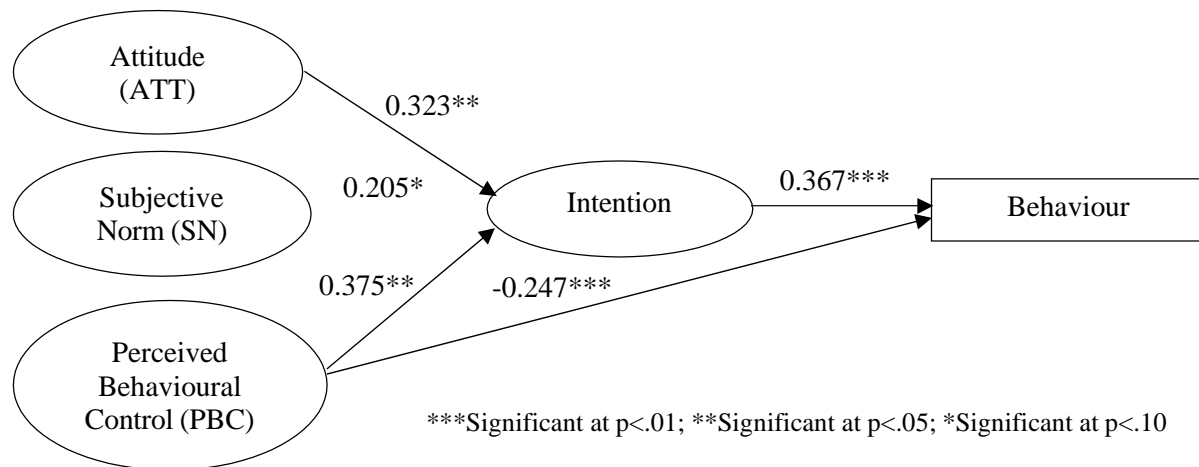 Attitude
(ATT)
0.323**
0.205*
Subjective
Norm (SN)
Intention
0.367***
Behaviour
0.375**
-0.247***
Perceived
Behavioural
Control (PBC)
***Significant at p<.01; **Significant at p<.05; *Significant at p<.10